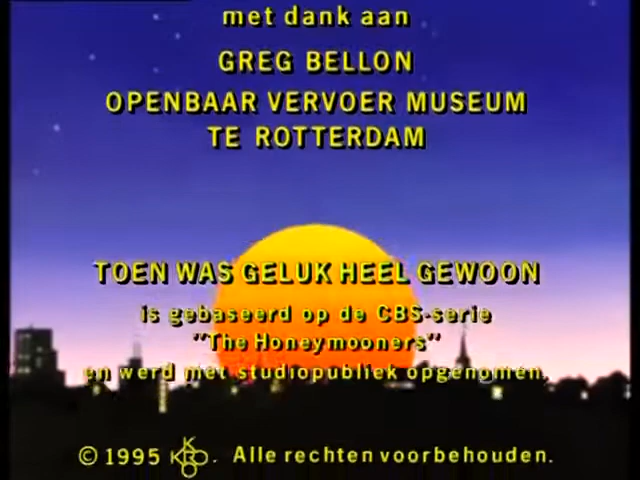 met dank aan
GREG BELLON
OPENBAAR VERVOER MUSEUM
TE ROTTERDAM
TOEN WAS GELUK HEEL GEWOON
is gebaseerd op de CBS-serie
"The Honeymooners"
en werd met studiopubliek opgenomen.
© 1995 KRO. Alle rechten voorbehouden.